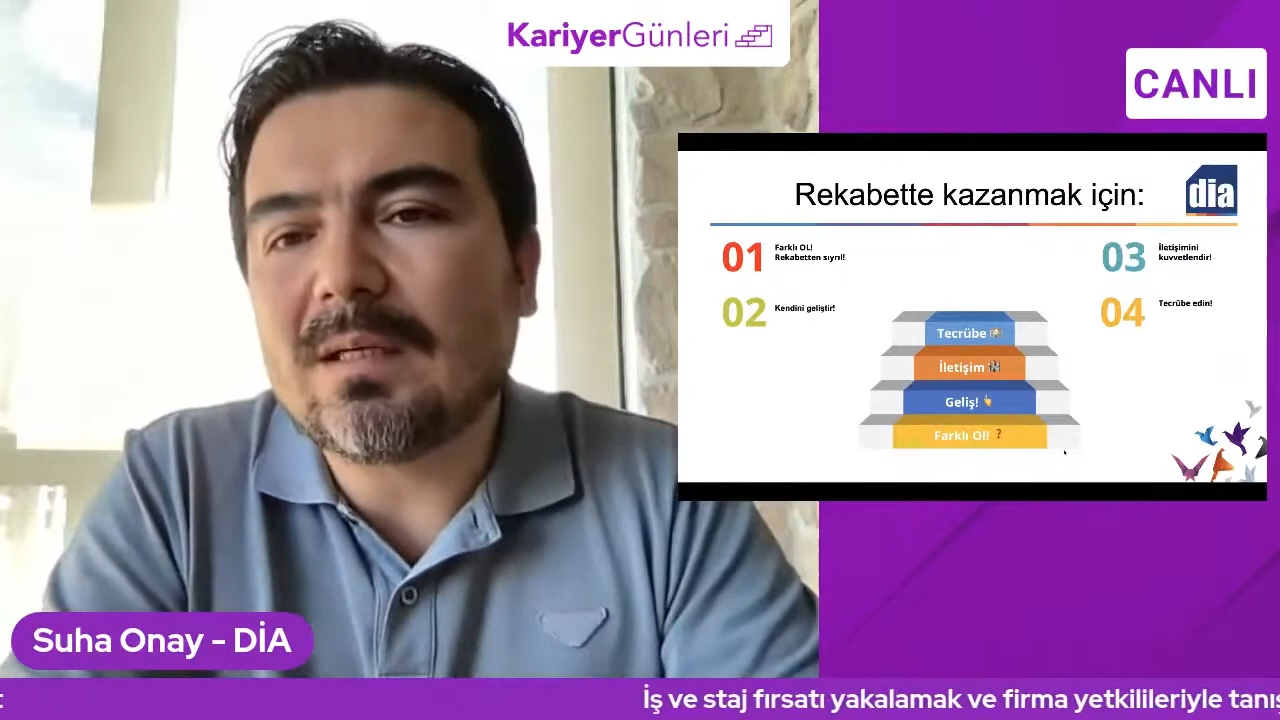 KariyerGünleri
CANLI
Rekabette kazanmak için:
dia
01
Farklı OL!
Rekabetten sıyrıl!
02
Kendini geliştir!
03
İletişimini
kuvvetlendir!
04
Tecrübe edin!
Tecrübe
İletişim
Geliş!
Farklı Ol!
Suha Onay - DİA
İş ve staj fırsatı yakalamak ve firma yetkilileriyle